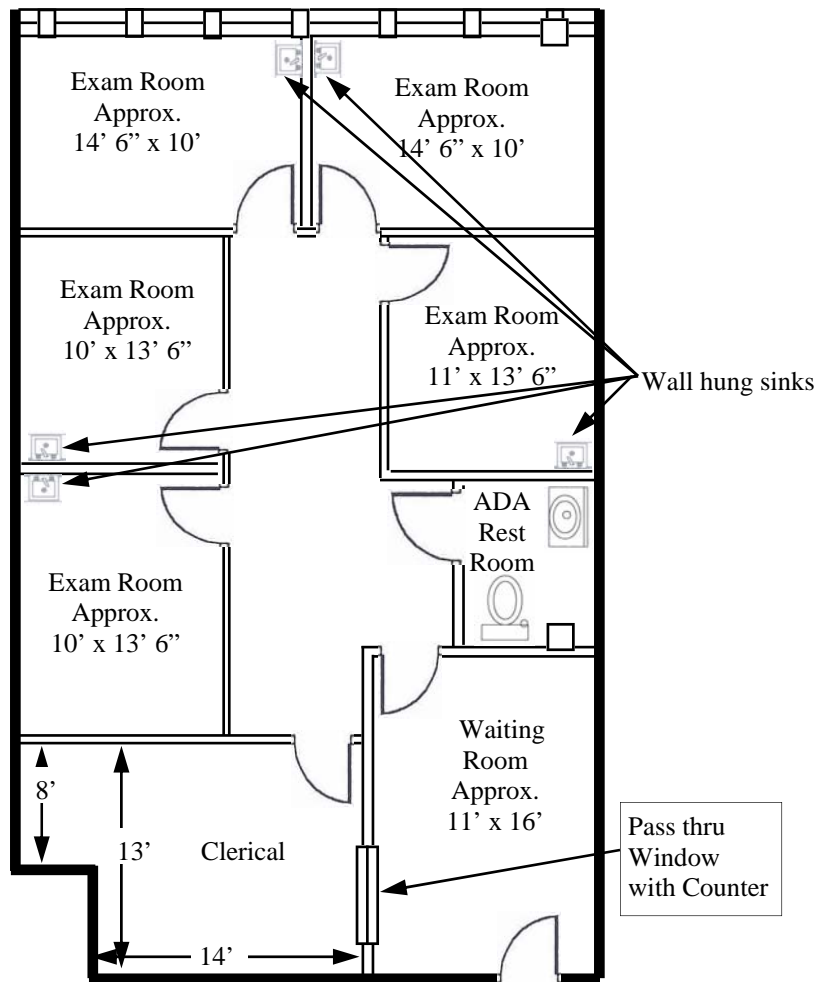 Exam Room
Approx.
14’ 6” x 10’
Exam Room
Approx.
14’ 6” x 10’
Exam Room
Approx.
10’ x 13’ 6”
Exam Room
Approx.
11’ x 13’ 6”
Wall hung sinks
ADA
Rest
Room
Exam Room
Approx.
10’ x 13’ 6”
Waiting
Room
Approx.
11’ x 16’
8’
13’
Clerical
Pass thru
Window
with Counter
14’